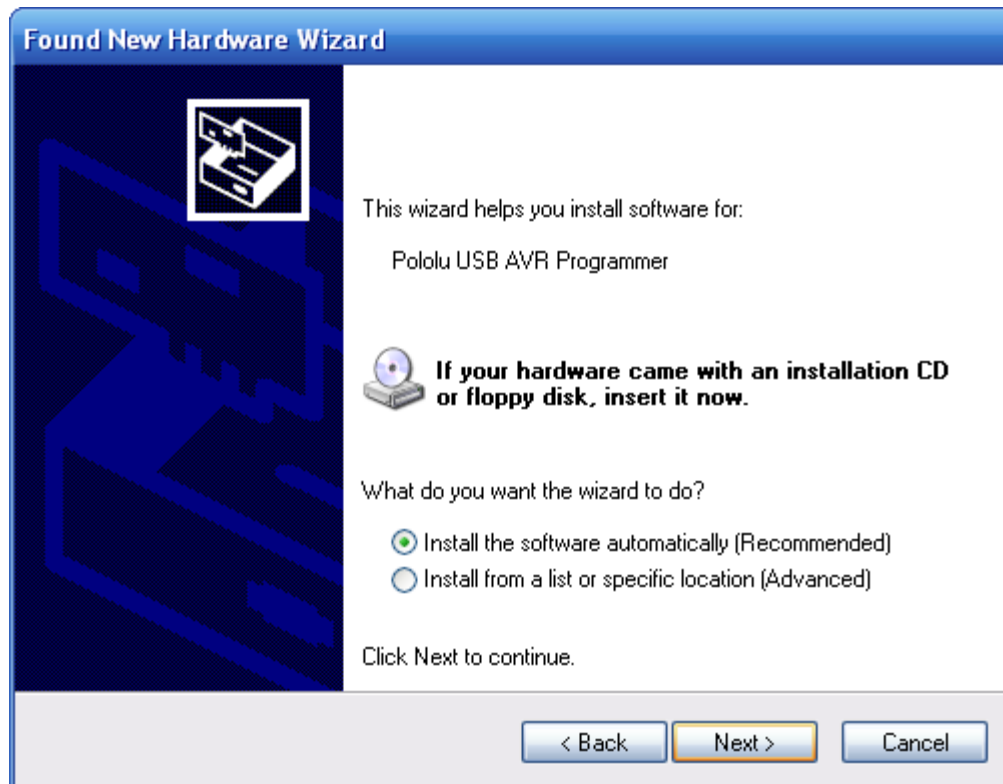 Found New Hardware Wizard
This wizard helps you install software for:
Pololu USB AVR Programmer
If your hardware came with an installation CD
or floppy disk, insert it now.
What do you want the wizard to do?
Install the software automatically (Recommended)
Install from a list or specific location (Advanced)
Click Next to continue.
< Back
Next >
Cancel